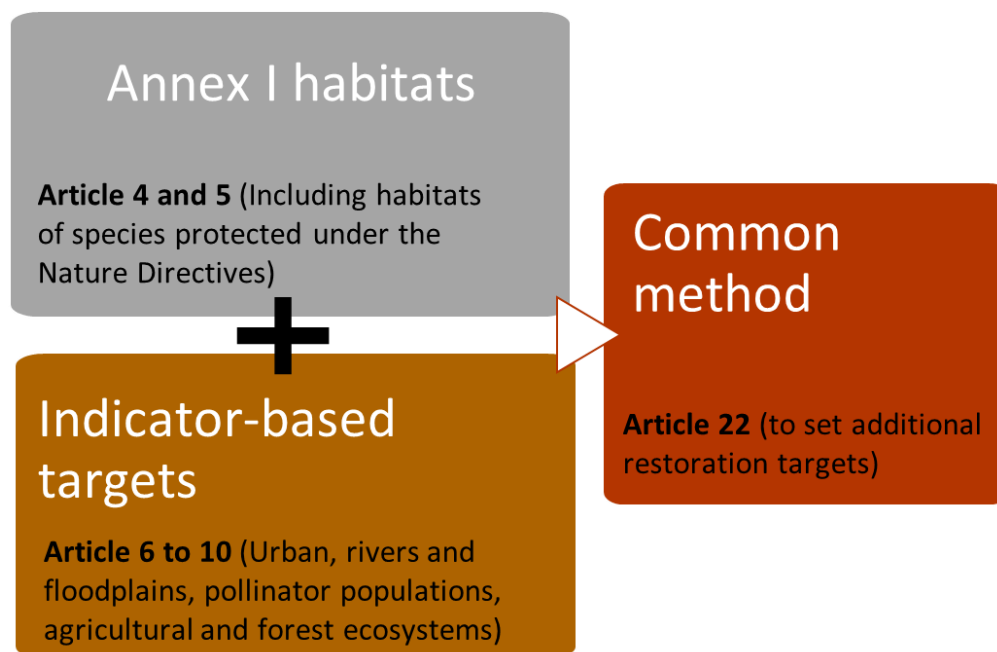 Annex I habitats
Article 4 and 5 (Including habitats
of species protected under the
Nature Directives)
Indicator-based
targets
Article 6 to 10 (Urban, rivers and
floodplains, pollinator populations,
agricultural and forest ecosystems)
Common
method
Article 22 (to set additional
restoration targets)